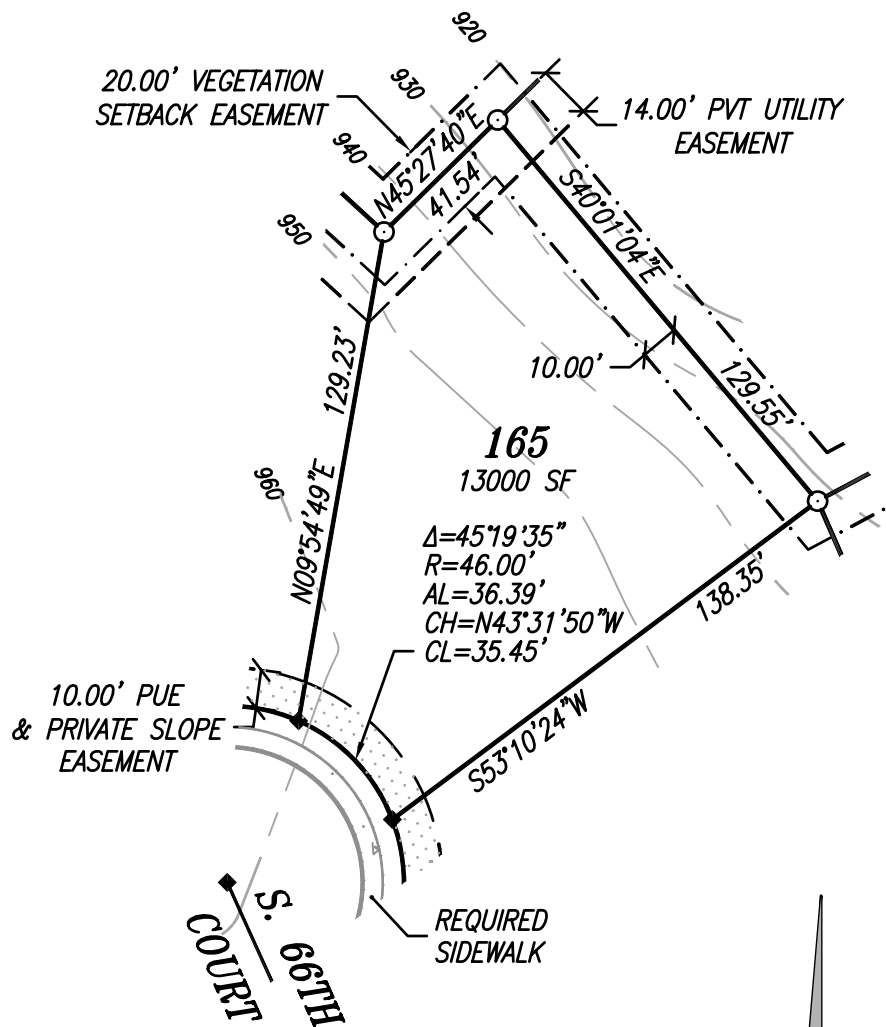 920
930
940
950
960
20.00' VEGETATION
SETBACK EASEMENT
14.00' PVT UTILITY
EASEMENT
N45°27'40"E
41.54'
S40°01'04"E
129.55'
10.00'
129.23'
N09°54'49"E
165
13000 SF
Δ=45°19'35"
R=46.00'
AL=36.39'
CH=N43°31'50"W
CL=35.45'
138.35'
S53°10'24"W
10.00' PUE
& PRIVATE SLOPE
EASEMENT
REQUIRED
SIDEWALK
S. 66TH
COURT